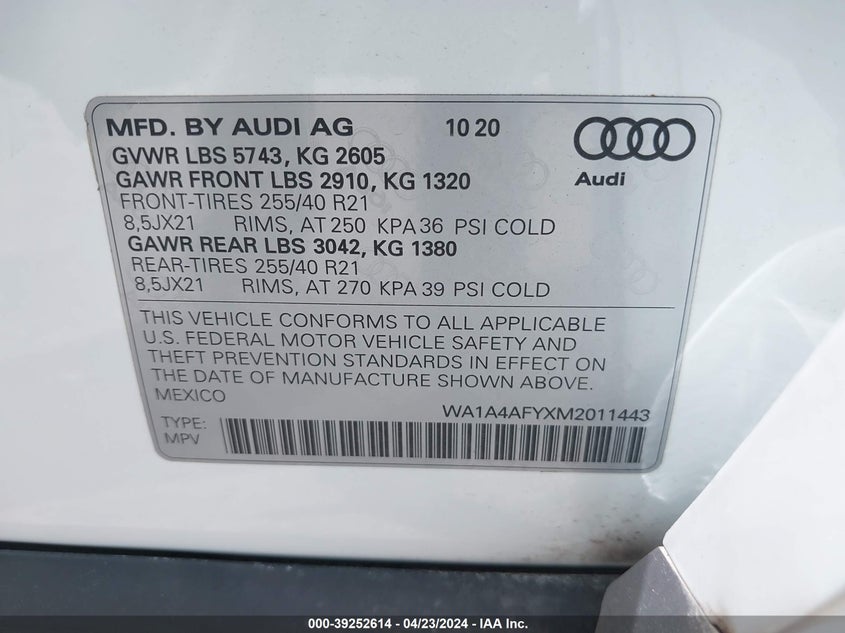 MFD. BY AUDI AG 10 20
GVWR LBS 5743, KG 2605
GAWR FRONT LBS 2910, KG 1320
FRONT-TIRES 255/40 R21
8,5JX21 RIMS, AT 250 KPA 36 PSI COLD
GAWR REAR LBS 3042, KG 1380
REAR-TIRES 255/40 R21
8,5JX21 RIMS, AT 270 KPA 39 PSI COLD
Audi
THIS VEHICLE CONFORMS TO ALL APPLICABLE
U.S. FEDERAL MOTOR VEHICLE SAFETY AND
THEFT PREVENTION STANDARDS IN EFFECT ON
THE DATE OF MANUFACTURE SHOWN ABOVE.
MEXICO
WA1A4AFYXM2011443
TYPE:
MPV
000-39252614 - 04/23/2024 - IAA Inc.